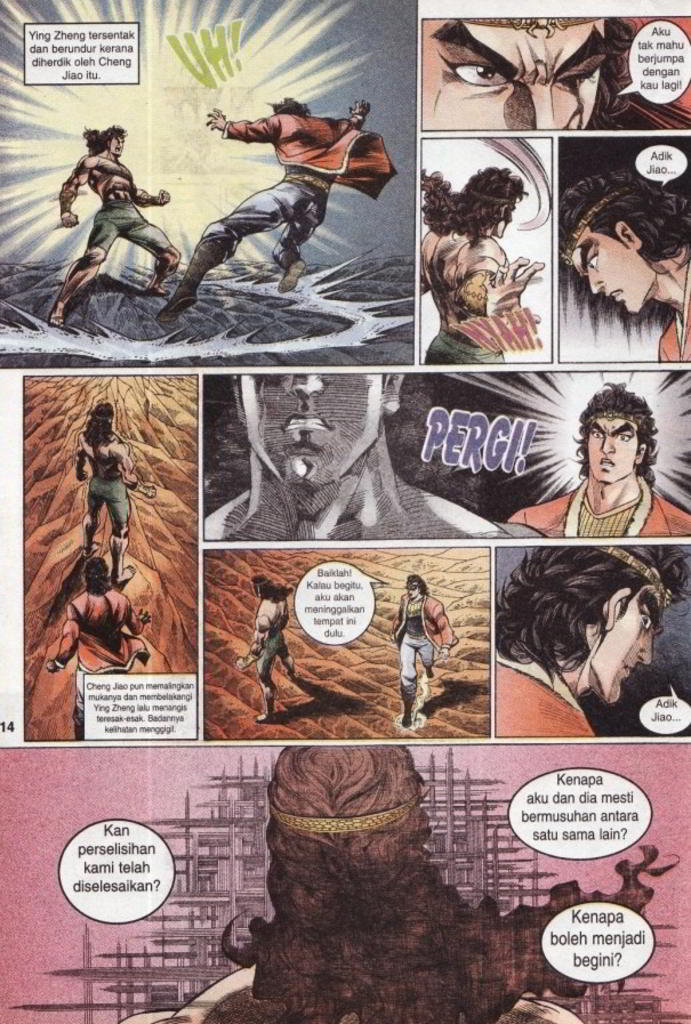 Ying Zheng tersentak
dan berundur kerana
diherdik oleh Cheng
Jiao itu.
UH!
Aku
tak mahu
berjumpa
dengan
kau lagi!
NYAH!
Adik
Jiao...
Cheng Jiao pun memalingkan
mukanya dan membelakangi
Ying Zheng lalu menangis
teresak-esak. Badannya
kelihatan menggigil.
PERGI!
Baiklah!
Kalau begitu,
aku akan
meninggalkan
tempat ini
dulu.
Adik
Jiao...
14
Kan
perselisihan
kami telah
diselesaikan?
Kenapa
aku dan dia mesti
bermusuhan antara
satu sama lain?
Kenapa
boleh menjadi
begini?